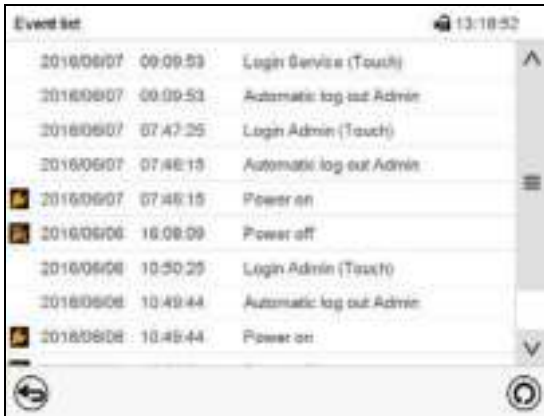 Event list 13:18:52
2016/06/07 09:09:53 Login Service (Touch)
2016/06/07 09:09:53 Automatic log out Admin
2016/06/07 07:47:25 Login Admin (Touch)
2016/06/07 07:46:15 Automatic log out Admin
2016/06/07 07:46:15 Power on
2016/06/06 16:08:09 Power off
2016/06/06 10:50:25 Login Admin (Touch)
2016/06/06 10:49:44 Automatic log out Admin
2016/06/06 10:49:44 Power on